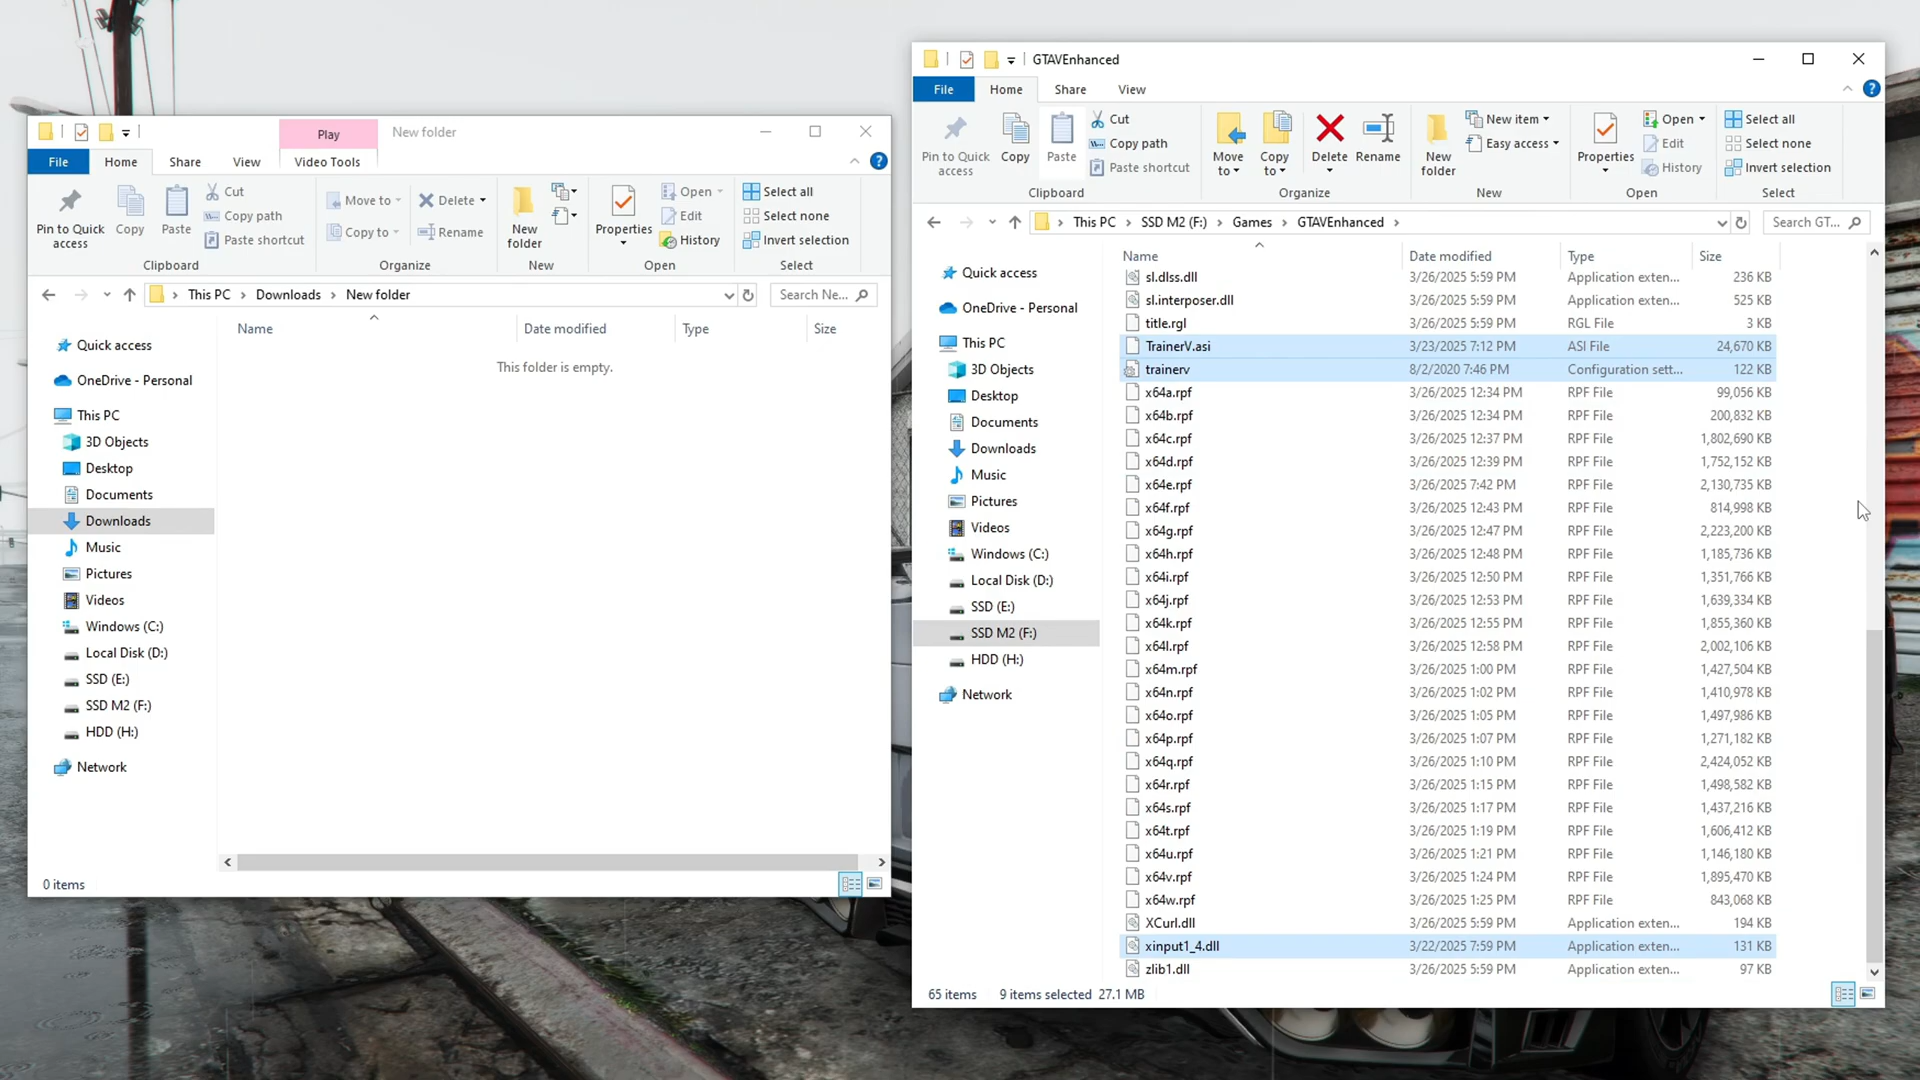 Play
New folder
File
Home
Share
View
Video Tools
Pin to Quick access
Copy
Paste
Cut
Copy path
Paste shortcut
Clipboard
Move to
Copy to
Delete
Rename
Organize
New folder
New
Properties
Open
Edit
History
Open
Select all
Select none
Invert selection
Select
This PC
Downloads
New folder
Search Ne...
Name
Date modified
Type
Size
This folder is empty.
Quick access
OneDrive - Personal
This PC
3D Objects
Desktop
Documents
Downloads
Music
Pictures
Videos
Windows (C:)
Local Disk (D:)
SSD (E:)
SSD M2 (F:)
HDD (H:)
Network
0 items
GTAVEnhanced
File
Home
Share
View
Pin to Quick access
Copy
Paste
Cut
Copy path
Paste shortcut
Clipboard
Move to
Copy to
Delete
Rename
Organize
New folder
New item
Easy access
New
Properties
Open
Edit
History
Open
Select all
Select none
Invert selection
Select
This PC
SSD M2 (F:)
Games
GTAVEnhanced
Search GT...
Quick access
OneDrive - Personal
This PC
3D Objects
Desktop
Documents
Downloads
Music
Pictures
Videos
Windows (C:)
Local Disk (D:)
SSD (E:)
SSD M2 (F:)
HDD (H:)
Network
Name Date modified Type Size
sl.dlss.dll 3/26/2025 5:59 PM Application exten... 236 KB
sl.interposer.dll 3/26/2025 5:59 PM Application exten... 525 KB
title.rgl 3/26/2025 5:59 PM RGL File 3 KB
TrainerV.asi 3/23/2025 7:12 PM ASI File 24,670 KB
trainerv 8/2/2020 7:46 PM Configuration sett... 122 KB
x64a.rpf 3/26/2025 12:34 PM RPF File 99,056 KB
x64b.rpf 3/26/2025 12:34 PM RPF File 200,832 KB
x64c.rpf 3/26/2025 12:37 PM RPF File 1,802,690 KB
x64d.rpf 3/26/2025 12:39 PM RPF File 1,752,152 KB
x64e.rpf 3/26/2025 7:42 PM RPF File 2,130,735 KB
x64f.rpf 3/26/2025 12:43 PM RPF File 814,998 KB
x64g.rpf 3/26/2025 12:47 PM RPF File 2,223,200 KB
x64h.rpf 3/26/2025 12:48 PM RPF File 1,185,736 KB
x64i.rpf 3/26/2025 12:50 PM RPF File 1,351,766 KB
x64j.rpf 3/26/2025 12:53 PM RPF File 1,639,334 KB
x64k.rpf 3/26/2025 12:55 PM RPF File 1,855,360 KB
x64l.rpf 3/26/2025 12:58 PM RPF File 2,002,106 KB
x64m.rpf 3/26/2025 1:00 PM RPF File 1,427,504 KB
x64n.rpf 3/26/2025 1:02 PM RPF File 1,410,978 KB
x64o.rpf 3/26/2025 1:05 PM RPF File 1,497,986 KB
x64p.rpf 3/26/2025 1:07 PM RPF File 1,271,182 KB
x64q.rpf 3/26/2025 1:10 PM RPF File 2,424,052 KB
x64r.rpf 3/26/2025 1:15 PM RPF File 1,498,582 KB
x64s.rpf 3/26/2025 1:17 PM RPF File 1,437,216 KB
x64t.rpf 3/26/2025 1:19 PM RPF File 1,606,412 KB
x64u.rpf 3/26/2025 1:21 PM RPF File 1,146,180 KB
x64v.rpf 3/26/2025 1:24 PM RPF File 1,895,470 KB
x64w.rpf 3/26/2025 1:25 PM RPF File 843,068 KB
XCurl.dll 3/26/2025 5:59 PM Application exten... 194 KB
xinput1_4.dll 3/22/2025 7:59 PM Application exten... 131 KB
zlib1.dll 3/26/2025 5:59 PM Application exten... 97 KB
65 items 9 items selected 27.1 MB